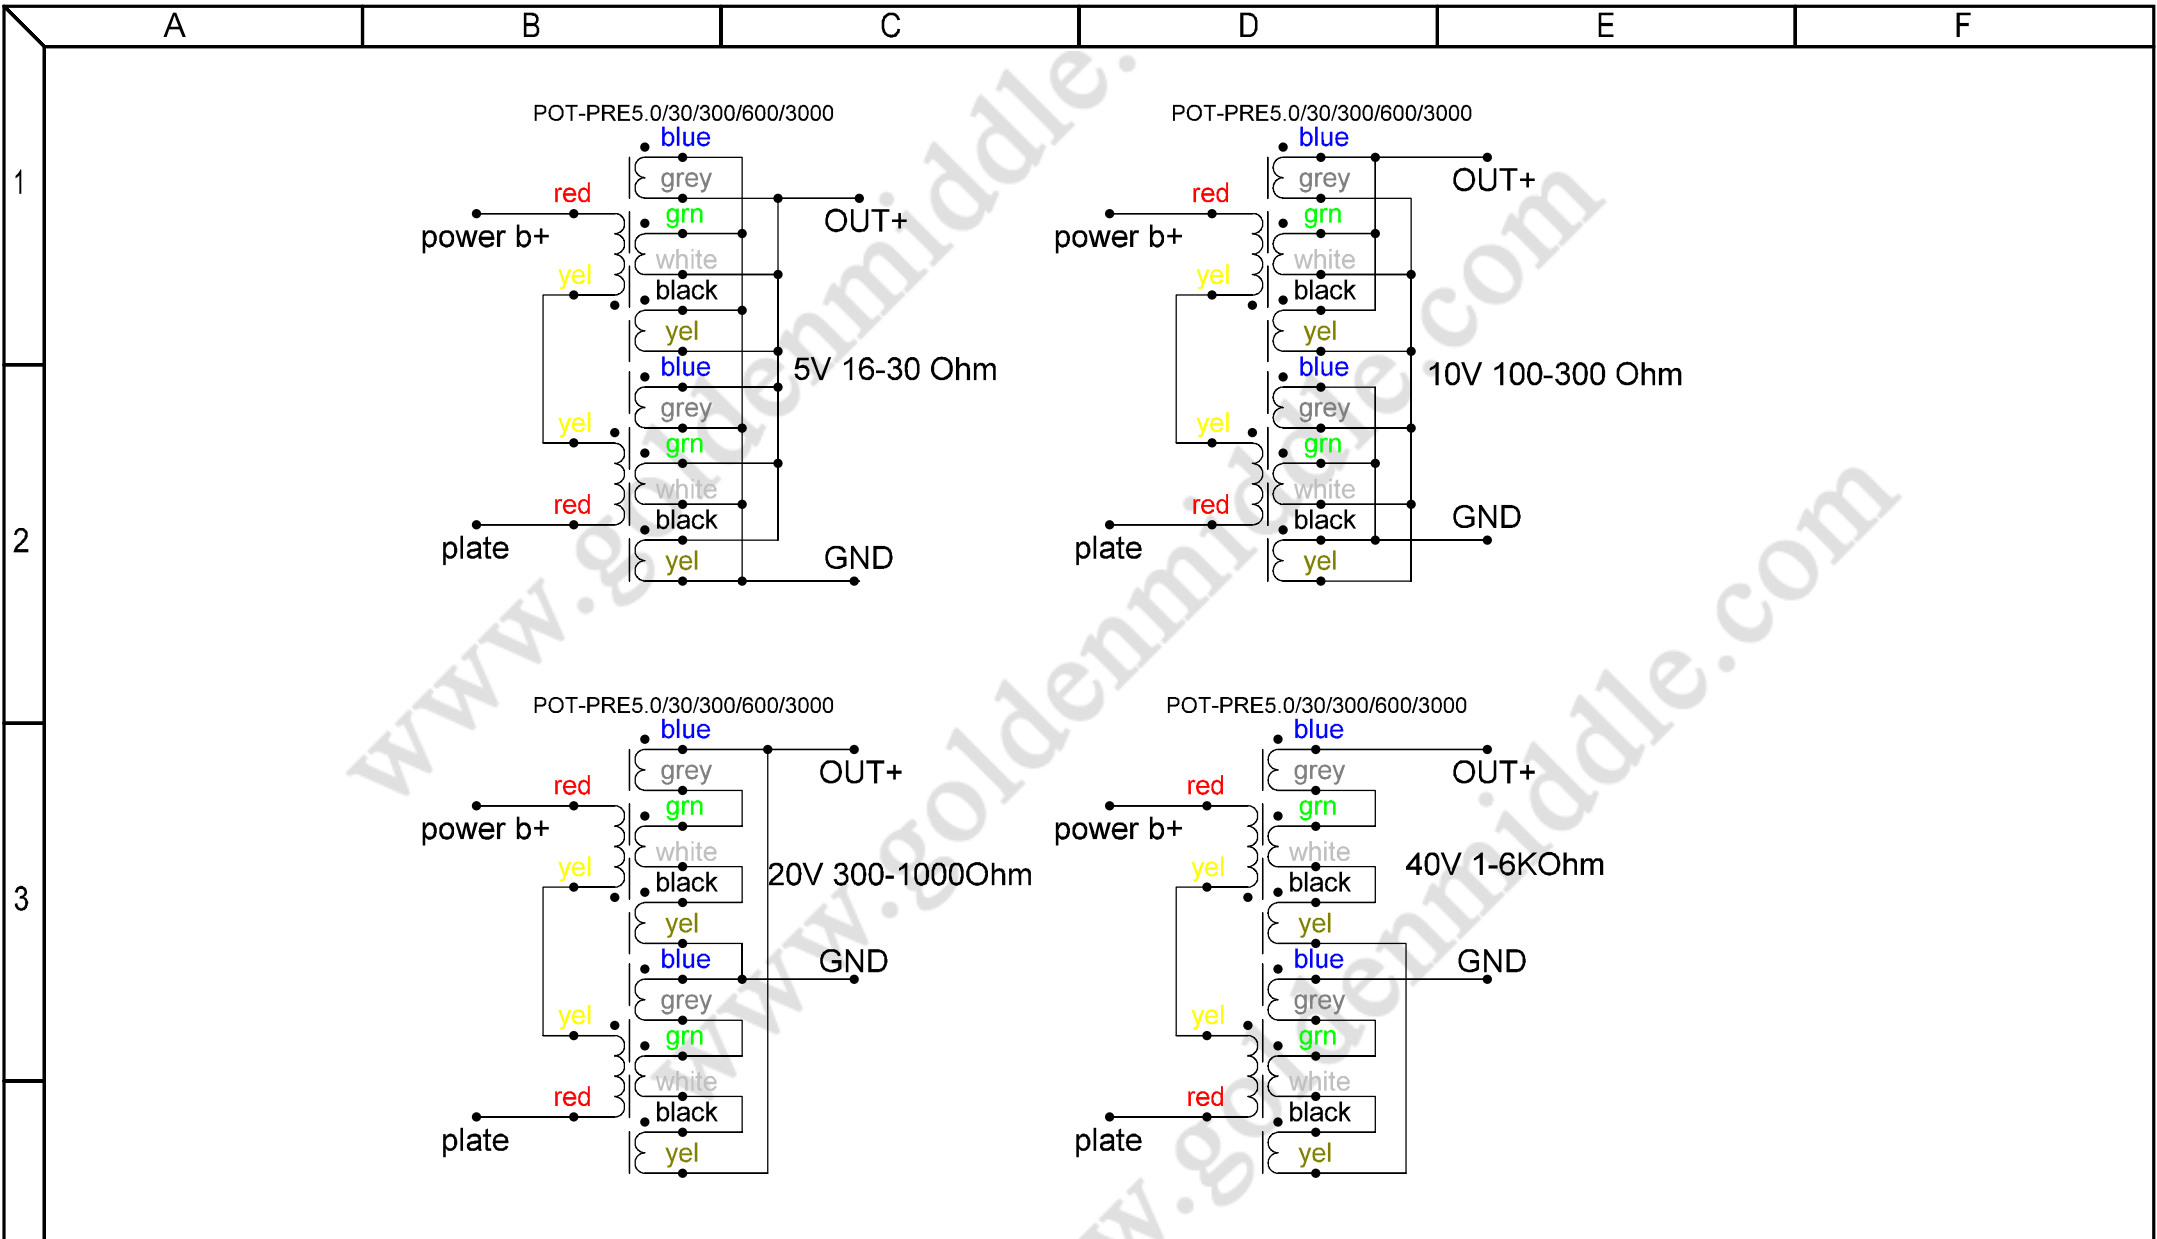 A B C D E F
1
2
3
POT-PRE5.0/30/300/600/3000
blue
grey
red
grn
power b+
white
yel
black
yel
blue
grey
yel
grn
white
red
black
plate
yel
OUT+
5V 16-30 Ohm
GND
POT-PRE5.0/30/300/600/3000
blue
grey
red
grn
power b+
white
yel
black
yel
blue
grey
yel
grn
white
red
black
plate
yel
OUT+
10V 100-300 Ohm
GND
POT-PRE5.0/30/300/600/3000
blue
grey
red
grn
power b+
white
yel
black
yel
blue
grey
yel
grn
white
red
black
plate
yel
OUT+
20V 300-1000Ohm
GND
POT-PRE5.0/30/300/600/3000
blue
grey
red
grn
power b+
white
yel
black
yel
blue
grey
yel
grn
white
red
black
plate
yel
OUT+
40V 1-6KOhm
GND
www.goldenmiddle.
www.goldenmiddle.com
w.goldenmiddle.com